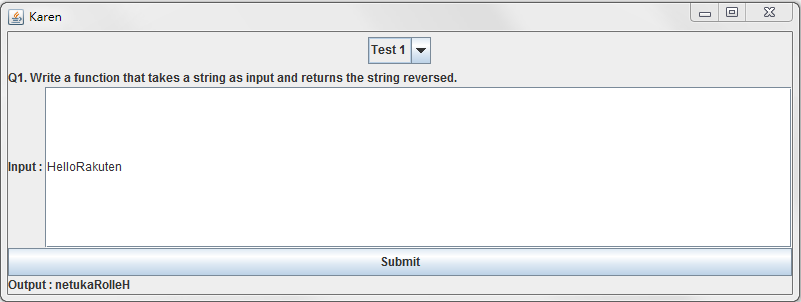 Karen
Test 1
Q1. Write a function that takes a string as input and returns the string reversed.
Input : HelloRakuten
Submit
Output : netukaRolleH